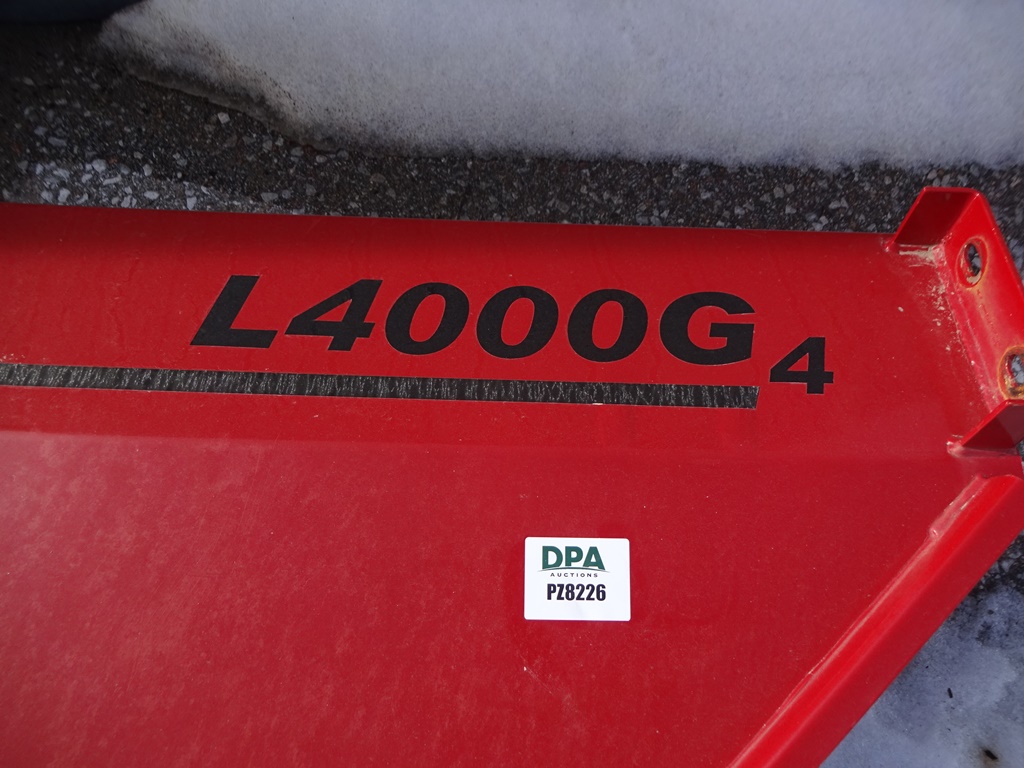 L4000G
4
DPA
AUCTIONS
PZ8226